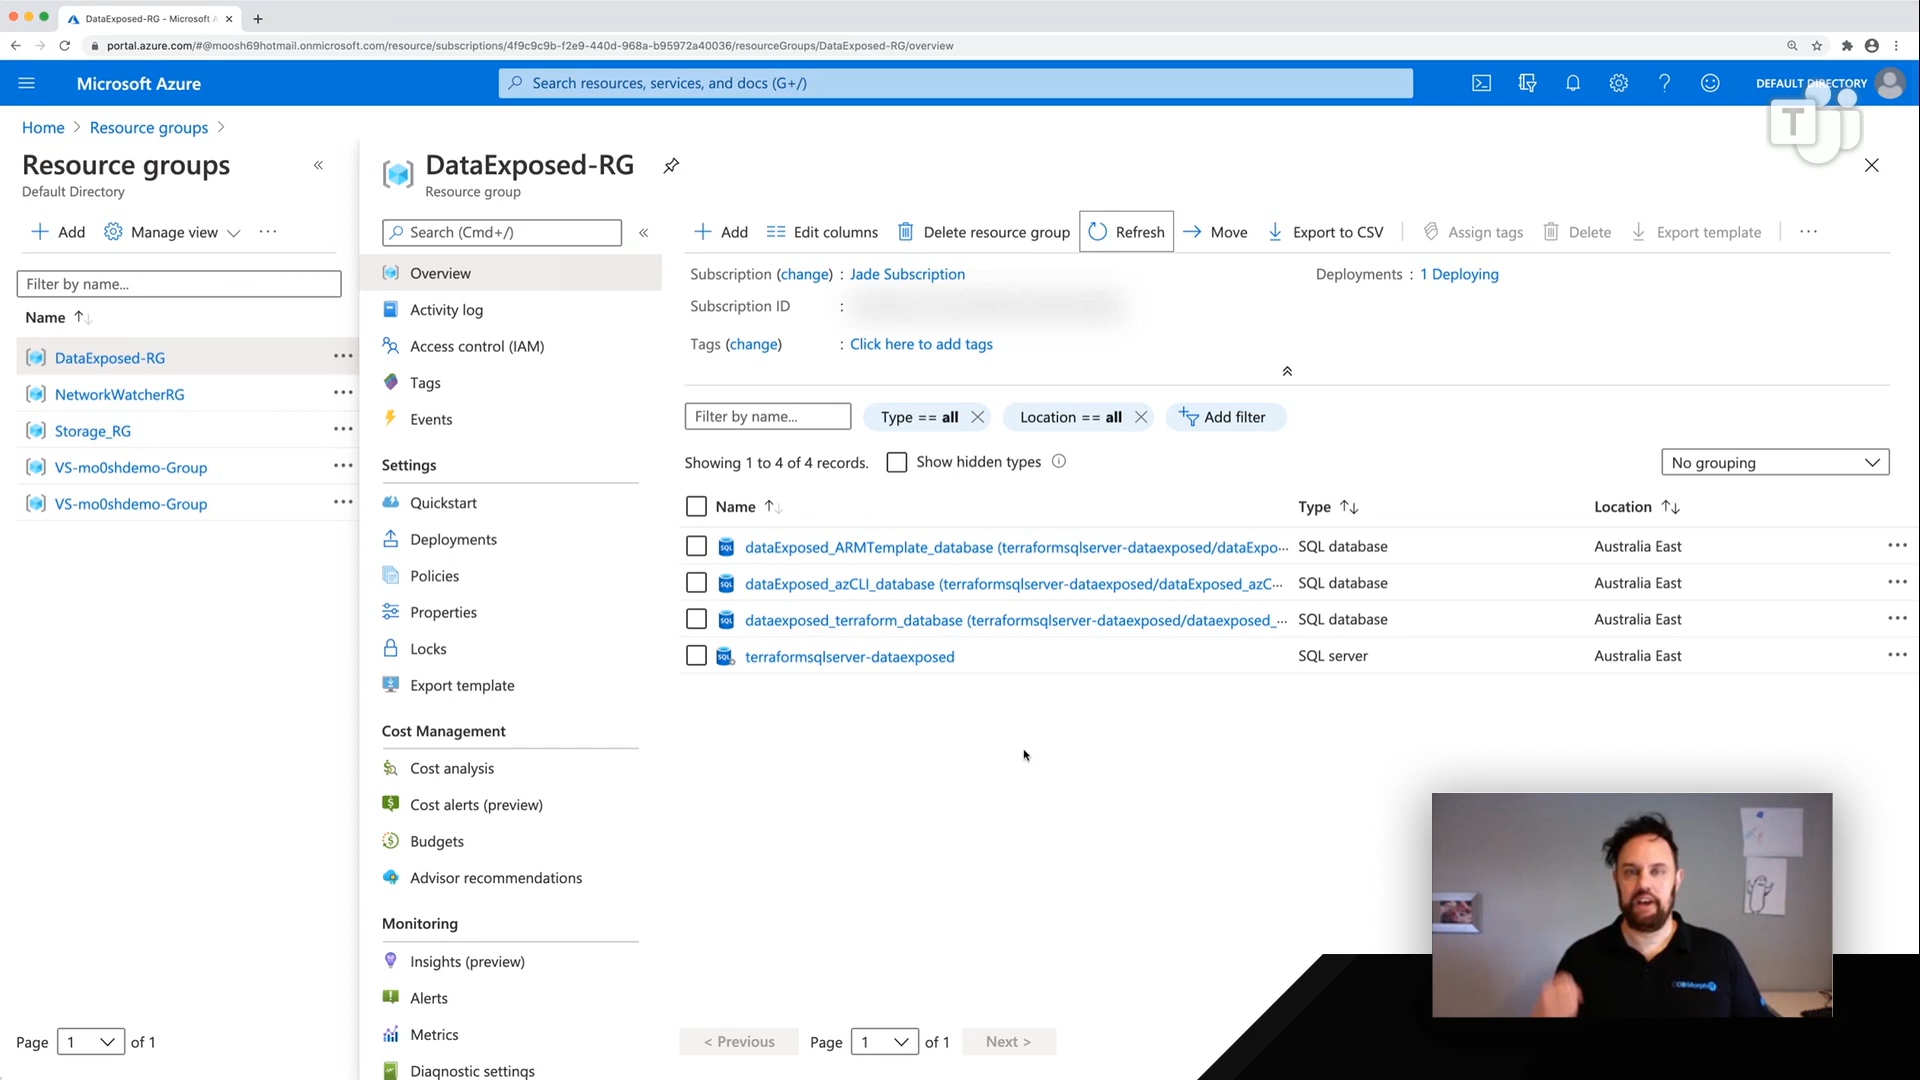 DataExposed-RG - Microsoft A
portal.azure.com/#@moosh69hotmail.onmicrosoft.com/resource/subscriptions/4f9c9c9b-f2e9-440d-968a-b95972a40036/resourceGroups/DataExposed-RG/overview
Microsoft Azure
Search resources, services, and docs (G+/)
DEFAULT DIRECTORY
T
Home > Resource groups >
Resource groups
Default Directory
Add
Manage view
Filter by name...
Name
DataExposed-RG
NetworkWatcherRG
Storage_RG
VS-mo0shdemo-Group
VS-mo0shdemo-Group
Page 1 of 1
DataExposed-RG
Resource group
Search (Cmd+/)
Overview
Activity log
Access control (IAM)
Tags
Events
Settings
Quickstart
Deployments
Policies
Properties
Locks
Export template
Cost Management
Cost analysis
Cost alerts (preview)
Budgets
Advisor recommendations
Monitoring
Insights (preview)
Alerts
Metrics
Diagnostic settings
Add Edit columns Delete resource group Refresh Move Export to CSV Assign tags Delete Export template
Subscription (change) : Jade Subscription
Deployments : 1 Deploying
Subscription ID :
Tags (change) : Click here to add tags
Filter by name... Type == all Location == all Add filter
Showing 1 to 4 of 4 records. Show hidden types No grouping
Name Type Location
dataExposed_ARMTemplate_database (terraformsqlserver-dataexposed/dataExpo... SQL database Australia East
dataExposed_azCLI_database (terraformsqlserver-dataexposed/dataExposed_azC... SQL database Australia East
dataexposed_terraform_database (terraformsqlserver-dataexposed/dataexposed_... SQL database Australia East
terraformsqlserver-dataexposed SQL server Australia East
< Previous Page 1 of 1 Next >